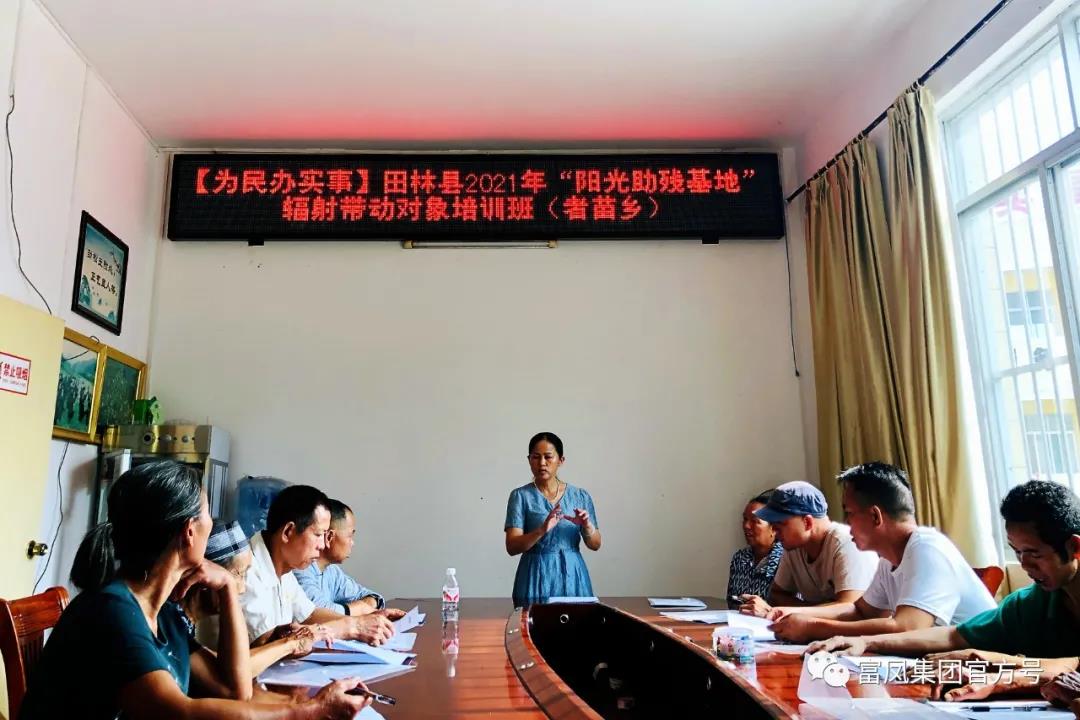 【为民办实事】田林县2021年“阳光助残基地”
辐射带动对象培训班（者苗乡）
禁止吸烟
富凤集团官方号